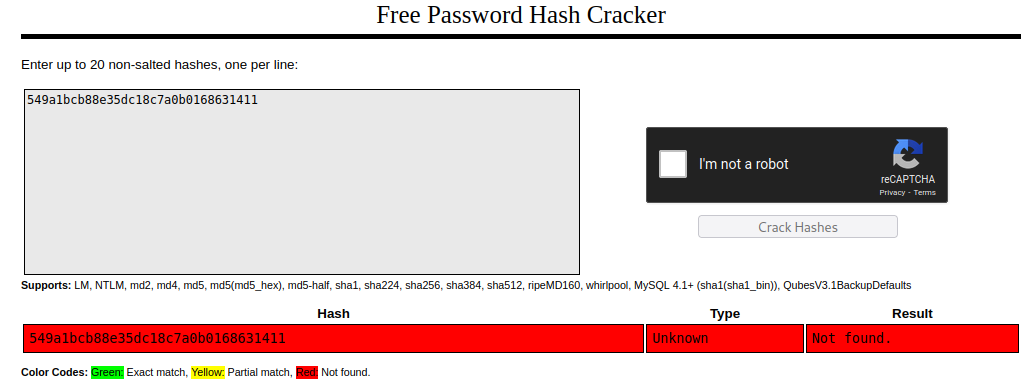 Free Password Hash Cracker
Enter up to 20 non-salted hashes, one per line:
549a1bcb88e35dc18c7a0b0168631411
I'm not a robot
reCAPTCHA
Privacy - Terms
Crack Hashes
Supports: LM, NTLM, md2, md4, md5, md5(md5_hex), md5-half, sha1, sha224, sha256, sha384, sha512, ripeMD160, whirlpool, MySQL 4.1+ (sha1(sha1_bin)), QubesV3.1BackupDefaults
Hash Type Result
549a1bcb88e35dc18c7a0b0168631411 Unknown Not found.
Color Codes: Green: Exact match, Yellow: Partial match, Red: Not found.